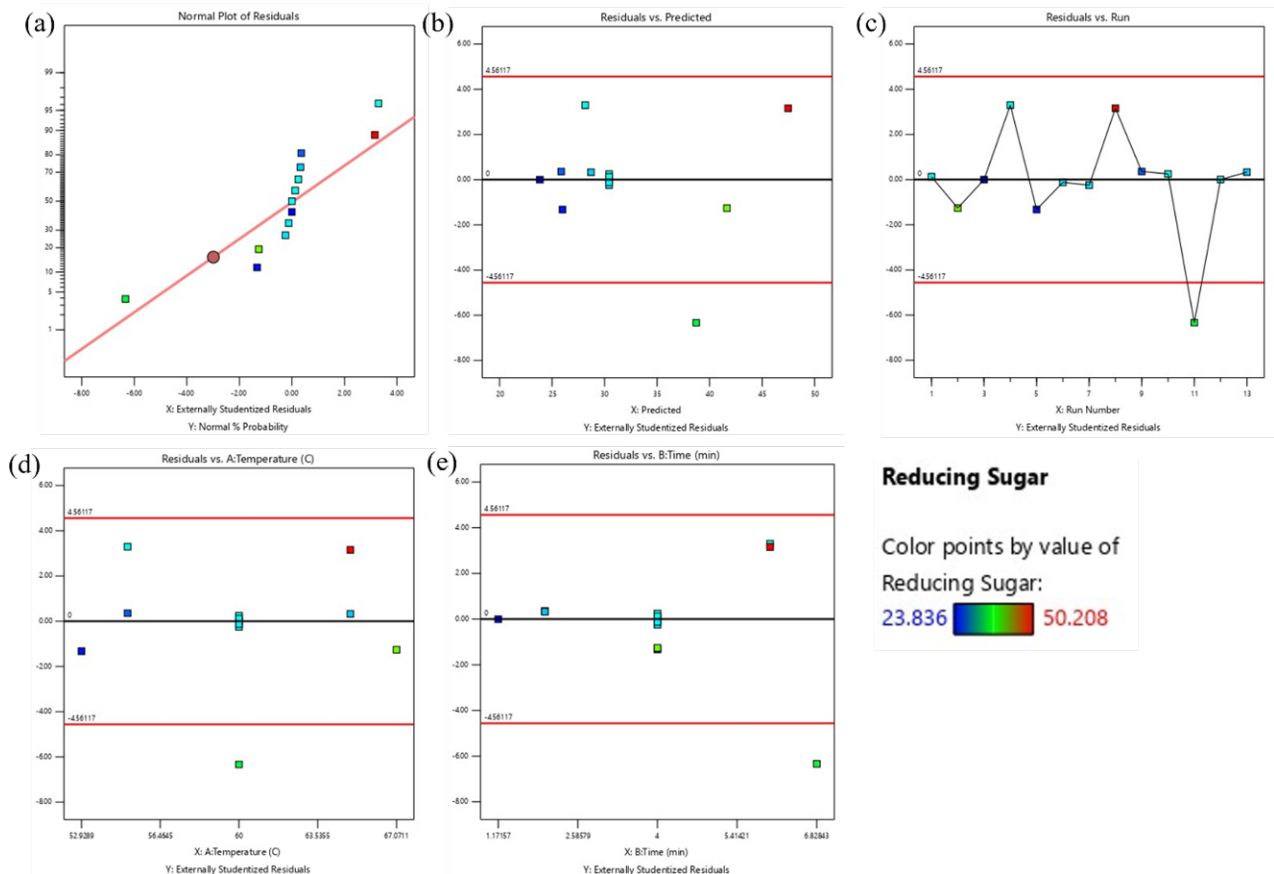 (a)
Normal Plot of Residuals
99
95
90
80
70
50
30
20
10
5
1
-8.00 -6.00 -4.00 -2.00 0.00 2.00 4.00
X: Externally Studentized Residuals
Y: Normal % Probability
(b)
Residuals vs. Predicted
6.00
4.56117
4.00
2.00
0
0.00
-2.00
-4.00
-4.56117
-6.00
-8.00
20 25 30 35 40 45 50
X: Predicted
Y: Externally Studentized Residuals
(c)
Residuals vs. Run
6.00
4.56117
4.00
2.00
0
0.00
-2.00
-4.00
-4.56117
-6.00
-8.00
1 3 5 7 9 11 13
X: Run Number
Y: Externally Studentized Residuals
(d)
Residuals vs. A:Temperature (C)
6.00
4.56117
4.00
2.00
0
0.00
-2.00
-4.00
-4.56117
-6.00
-8.00
52.9289 56.4645 60 63.5355 67.0711
X: A:Temperature (C)
Y: Externally Studentized Residuals
(e)
Residuals vs. B:Time (min)
6.00
4.56117
4.00
2.00
0
0.00
-2.00
-4.00
-4.56117
-6.00
-8.00
1.17157 2.58579 4 5.41421 6.82843
X: B:Time (min)
Y: Externally Studentized Residuals
Reducing Sugar
Color points by value of
Reducing Sugar:
23.836 50.208